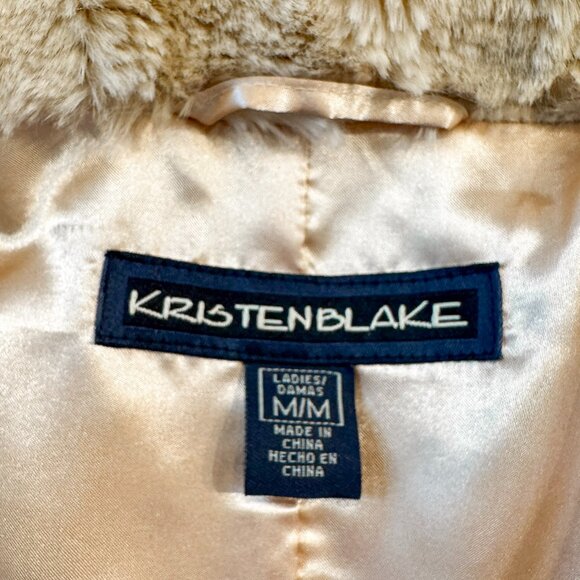 KRISTENBLAKE
LADIES/
DAMAS
M/M
MADE IN
CHINA
HECHO EN
CHINA